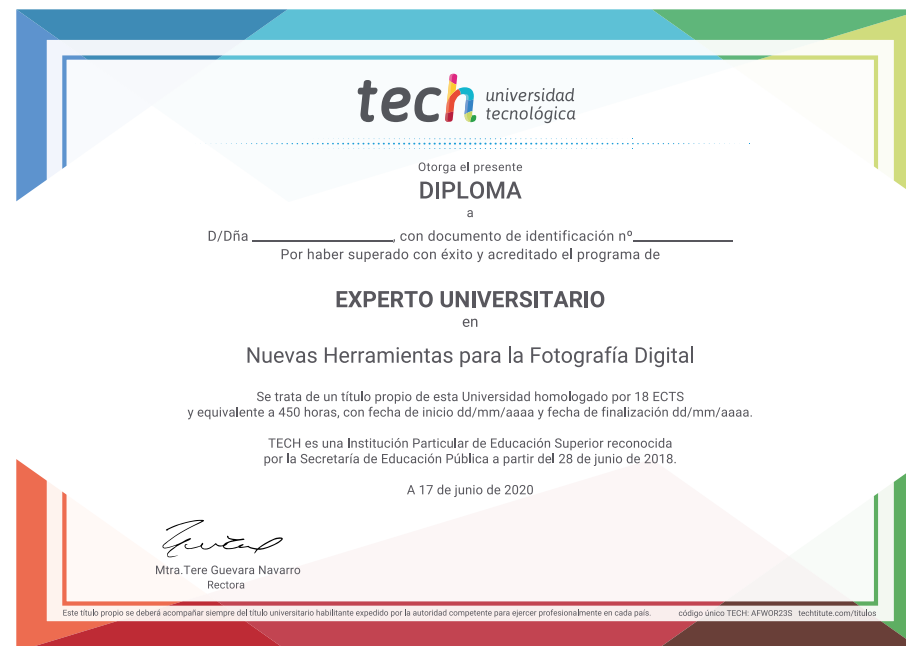 tech universidad
tecnológica
Otorga el presente
DIPLOMA
a
D/Dña ____________, con documento de identificación nº____________
Por haber superado con éxito y acreditado el programa de
EXPERTO UNIVERSITARIO
en
Nuevas Herramientas para la Fotografía Digital
Se trata de un título propio de esta Universidad homologado por 18 ECTS
y equivalente a 450 horas, con fecha de inicio dd/mm/aaaa y fecha de finalización dd/mm/aaaa.
TECH es una Institución Particular de Educación Superior reconocida
por la Secretaría de Educación Pública a partir del 28 de junio de 2018.
A 17 de junio de 2020
Mtra.Tere Guevara Navarro
Rectora
Este título propio se deberá acompañar siempre del título universitario habilitante expedido por la autoridad competente para ejercer profesionalmente en cada país. código único TECH: AFWOR23S techtitute.com/titulos